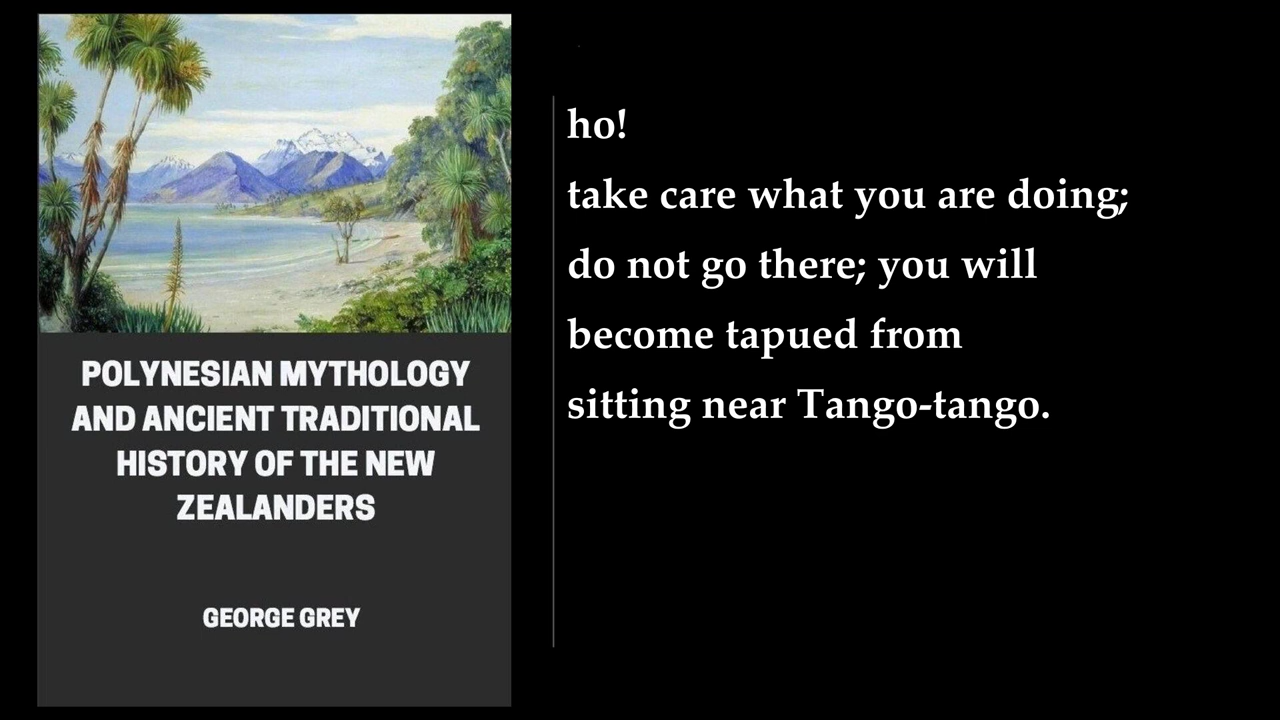 POLYNESIAN MYTHOLOGY
AND ANCIENT TRADITIONAL
HISTORY OF THE NEW
ZEALANDERS
GEORGE GREY
ho!
take care what you are doing;
do not go there; you will
become tapued from
sitting near Tango-tango.